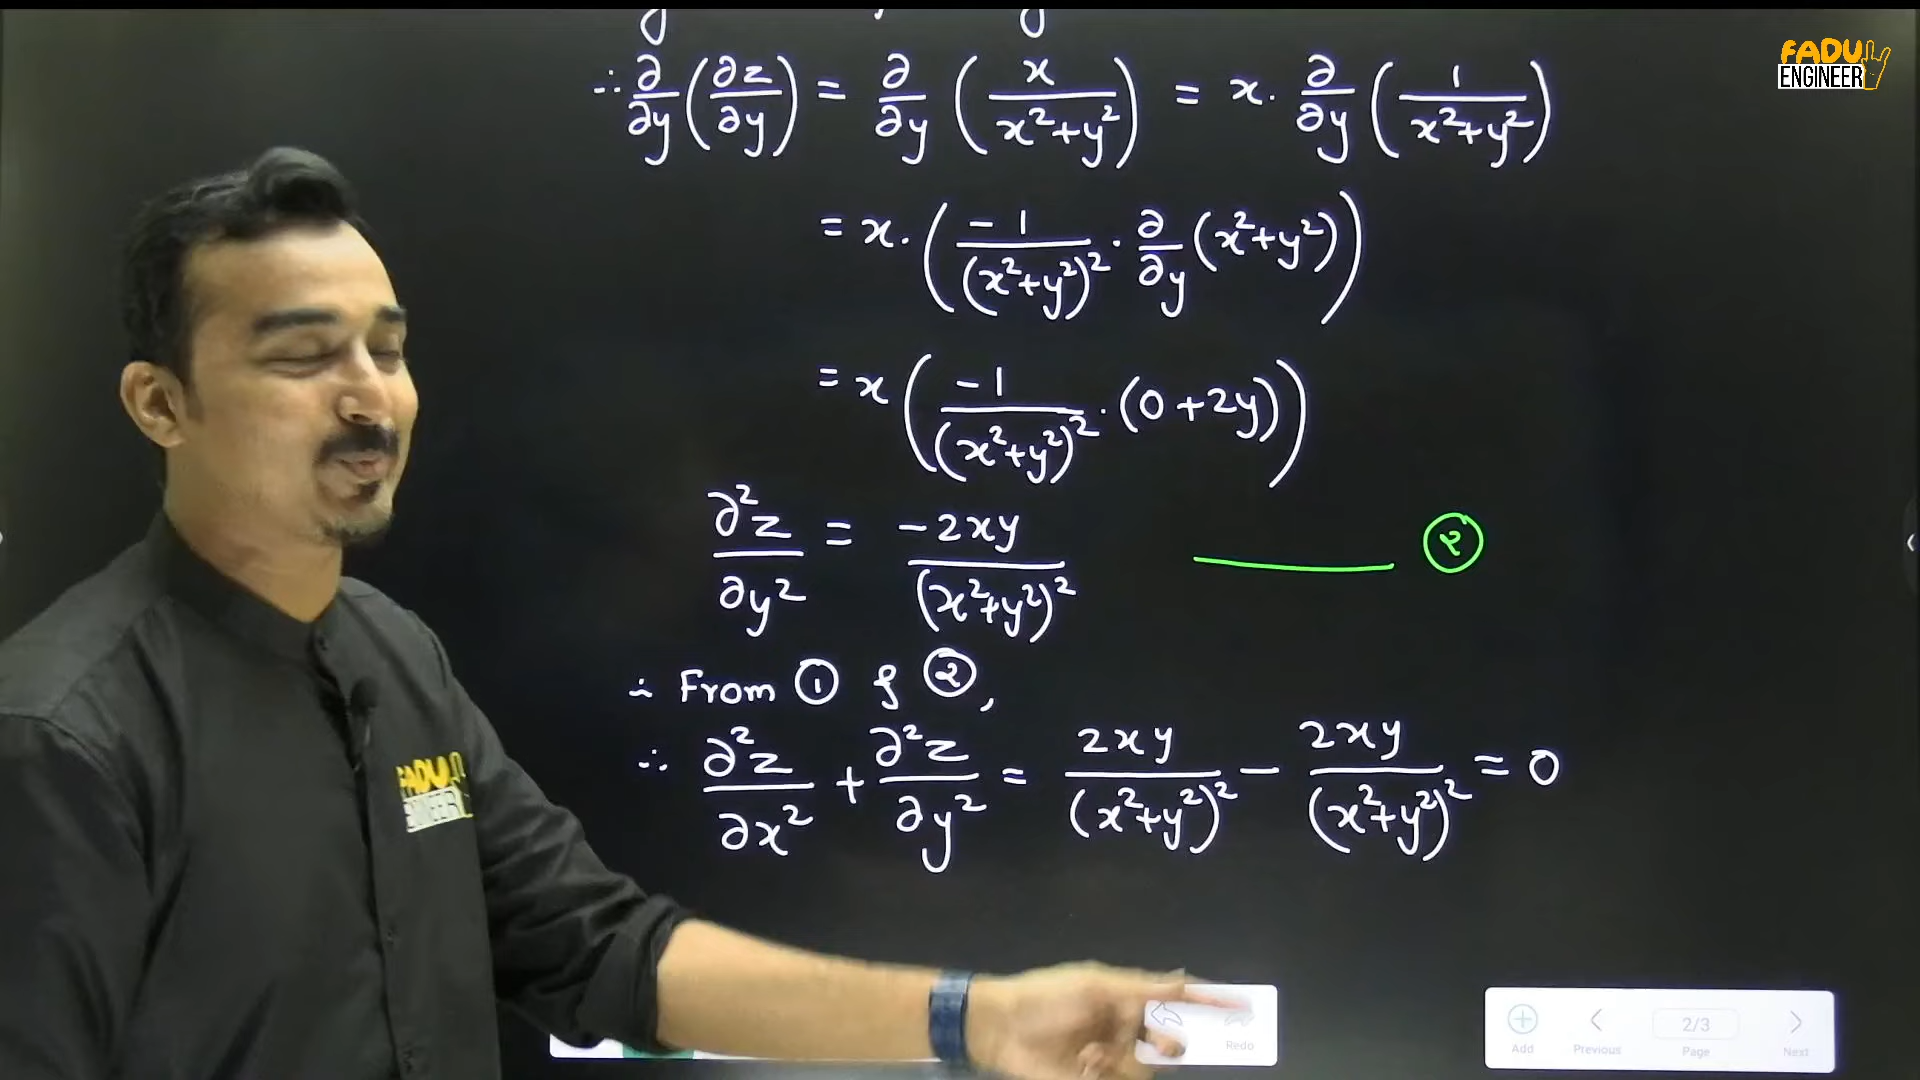 ∴ ∂/∂y (∂z/∂y) = ∂/∂y (x/(x²+y²)) = x · ∂/∂y (1/(x²+y²))
= x · (-1/(x²+y²)² · ∂/∂y (x²+y²))
= x (-1/(x²+y²)² · (0 + 2y))
∂²z/∂y² = -2xy/(x²+y²)² ——— ②
∴ From ① & ②,
∴ ∂²z/∂x² + ∂²z/∂y² = 2xy/(x²+y²)² - 2xy/(x²+y²)² = 0
FADU
ENGINEER
FADU
ENGINEER
Redo
Add
Previous
2/3
Page
Next